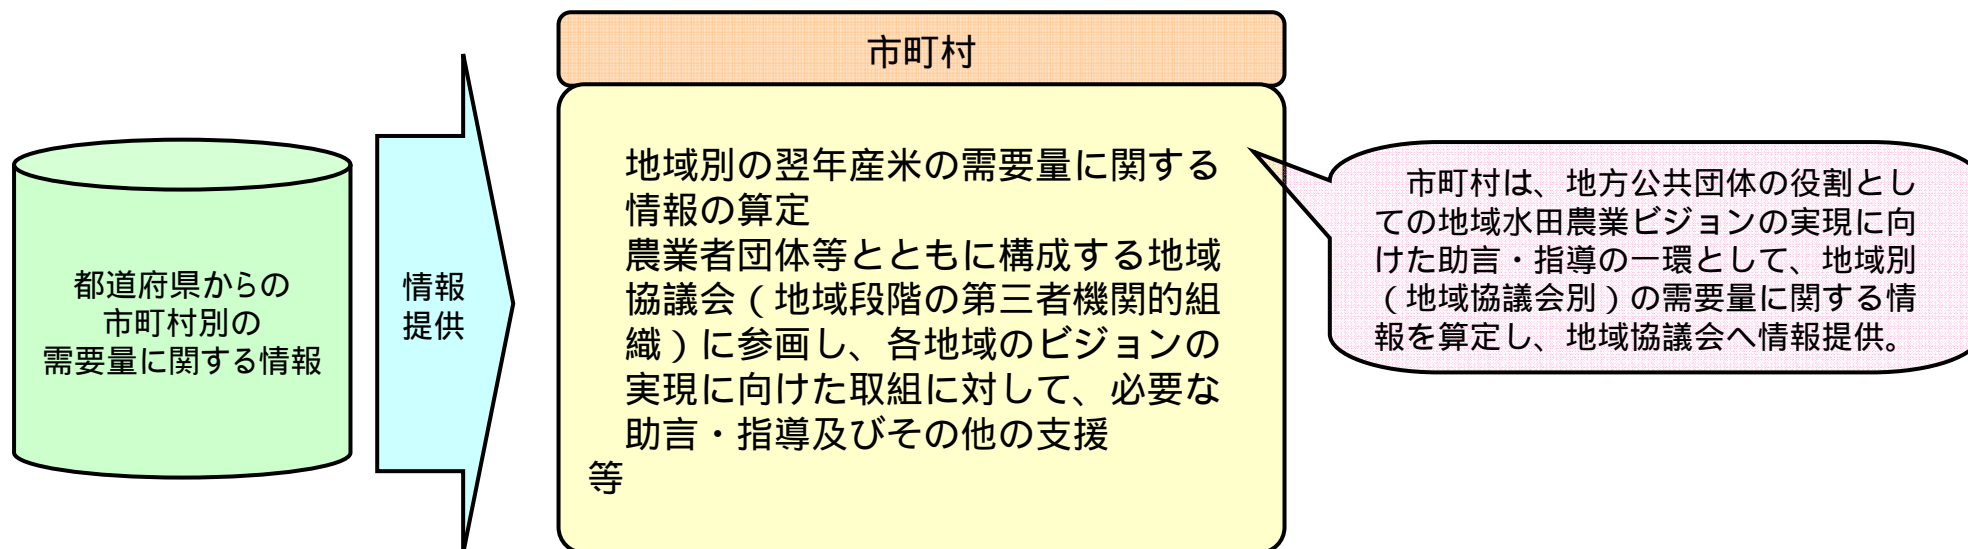 市町村
都道府県からの
市町村別の
需要量に関する情報
情報
提供
地域別の翌年産米の需要量に関する
情報の算定
農業者団体等とともに構成する地域
協議会（地域段階の第三者機関的組
織）に参画し、各地域のビジョンの
実現に向けた取組に対して、必要な
助言・指導及びその他の支援
等
市町村は、地方公共団体の役割とし
ての地域水田農業ビジョンの実現に向
けた助言・指導の一環として、地域別
（地域協議会別）の需要量に関する情
報を算定し、地域協議会へ情報提供。